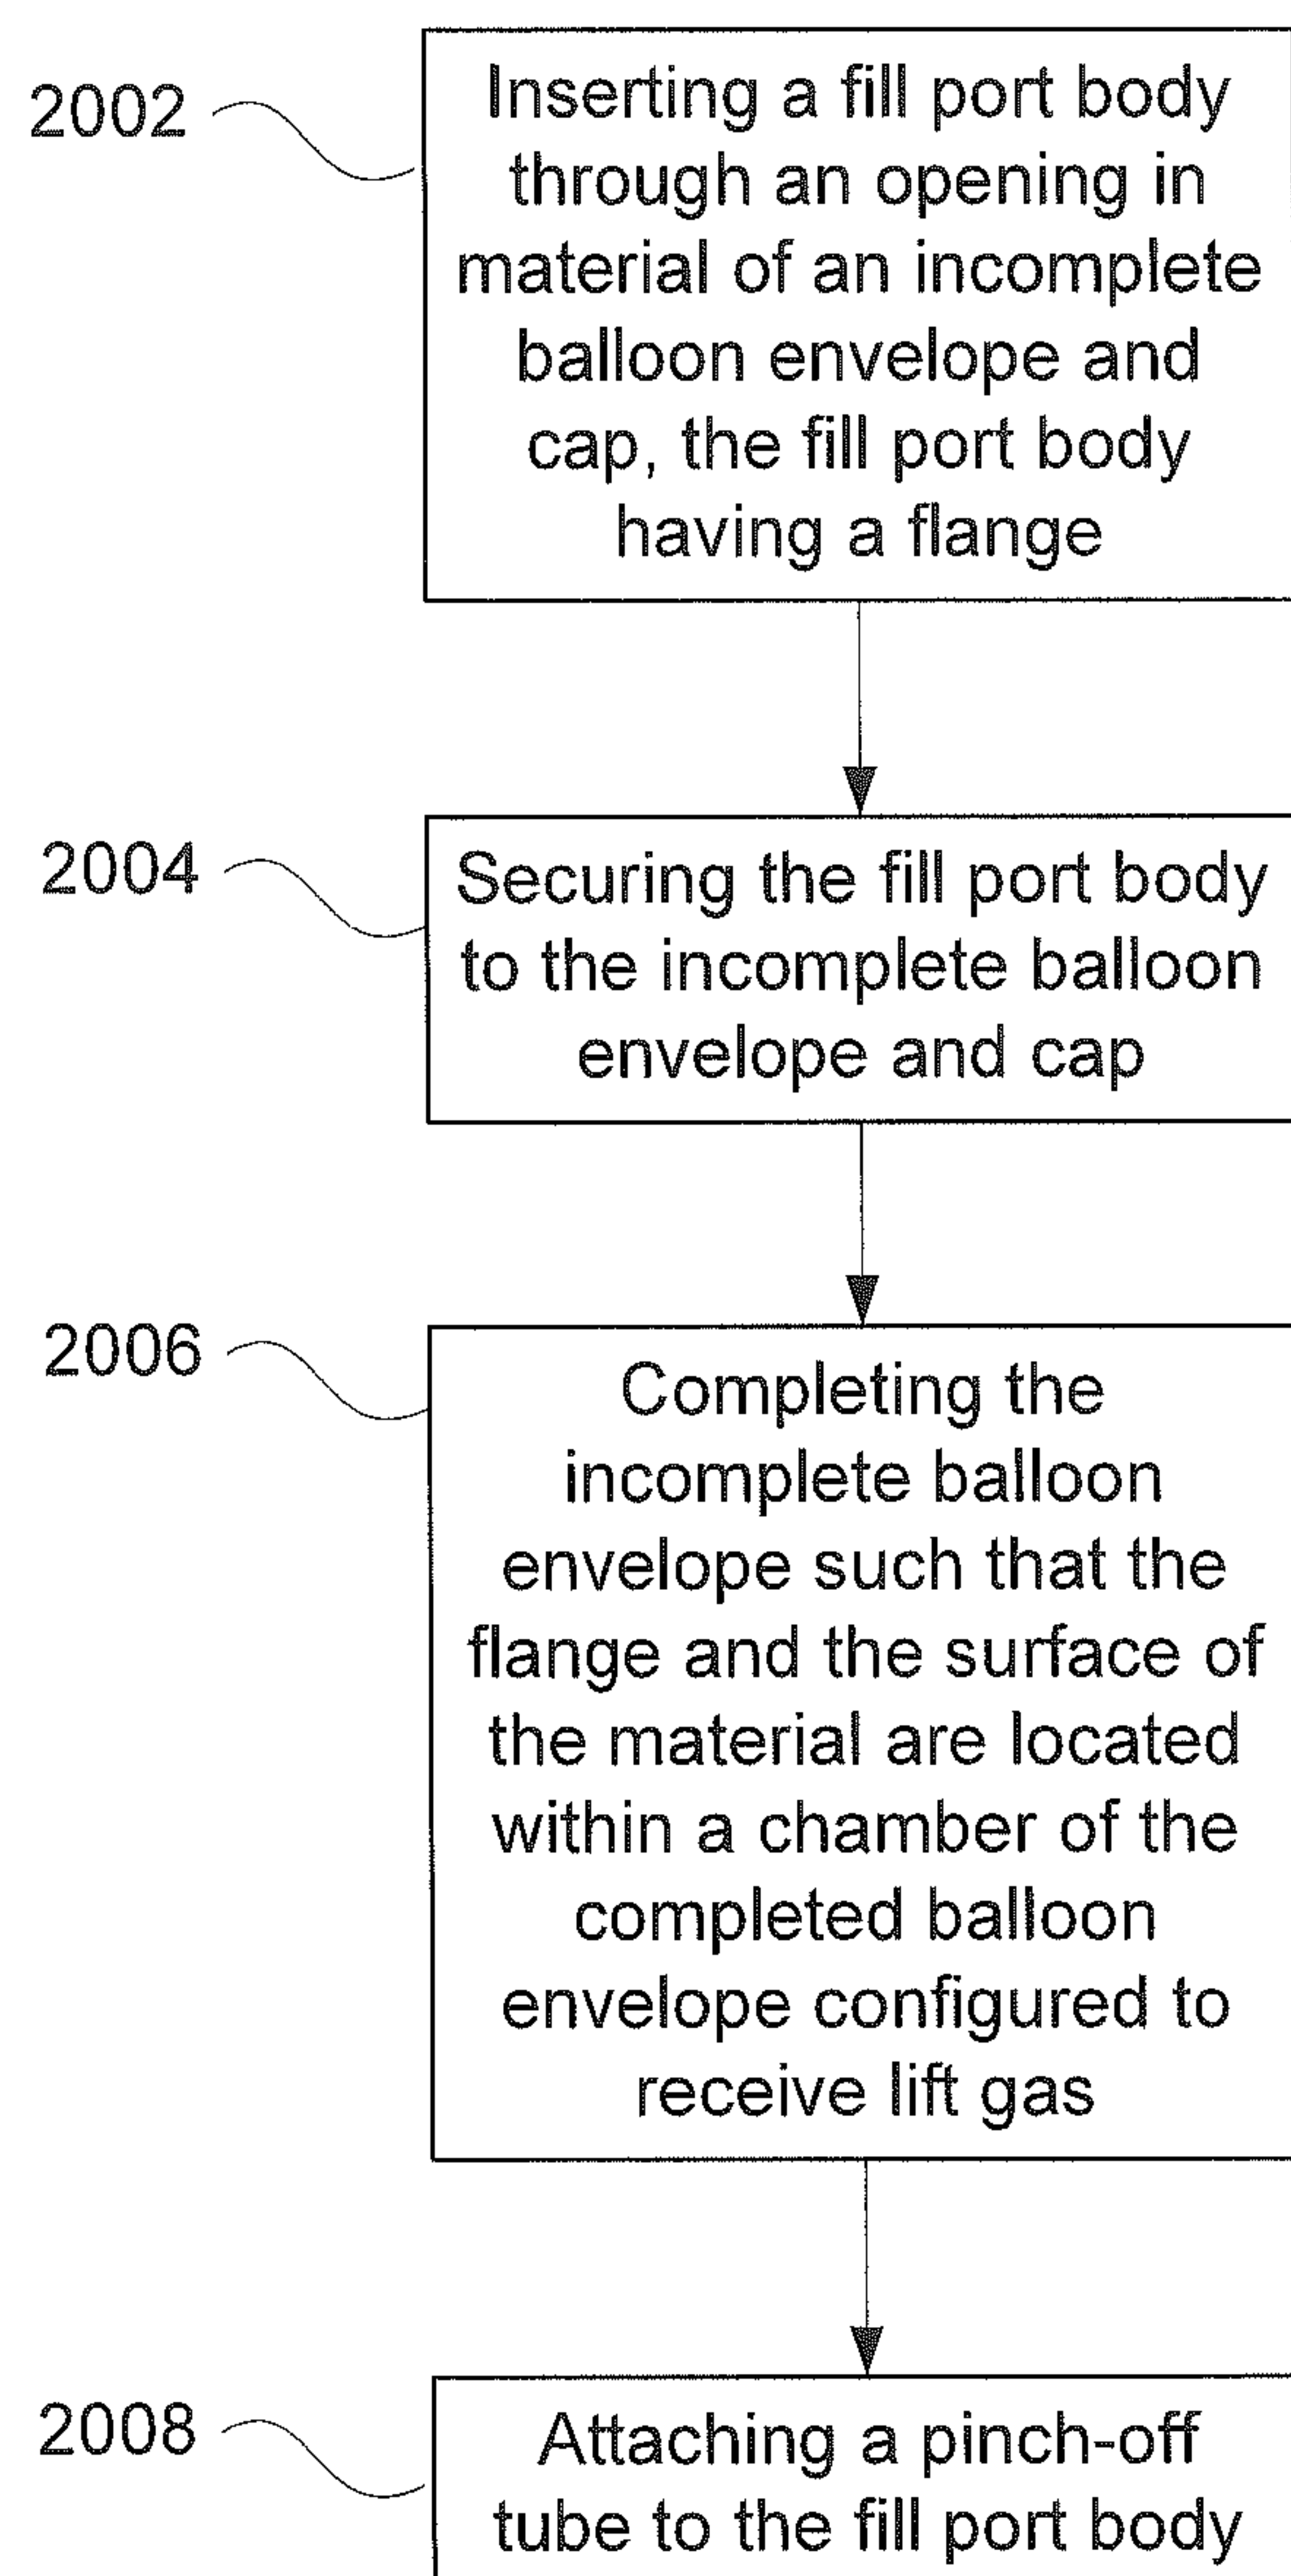 2002
Inserting a fill port body
through an opening in
material of an incomplete
balloon envelope and
cap, the fill port body
having a flange
2004
Securing the fill port body
to the incomplete balloon
envelope and cap
2006
Completing the
incomplete balloon
envelope such that the
flange and the surface of
the material are located
within a chamber of the
completed balloon
envelope configured to
receive lift gas
2008
Attaching a pinch-off
tube to the fill port body